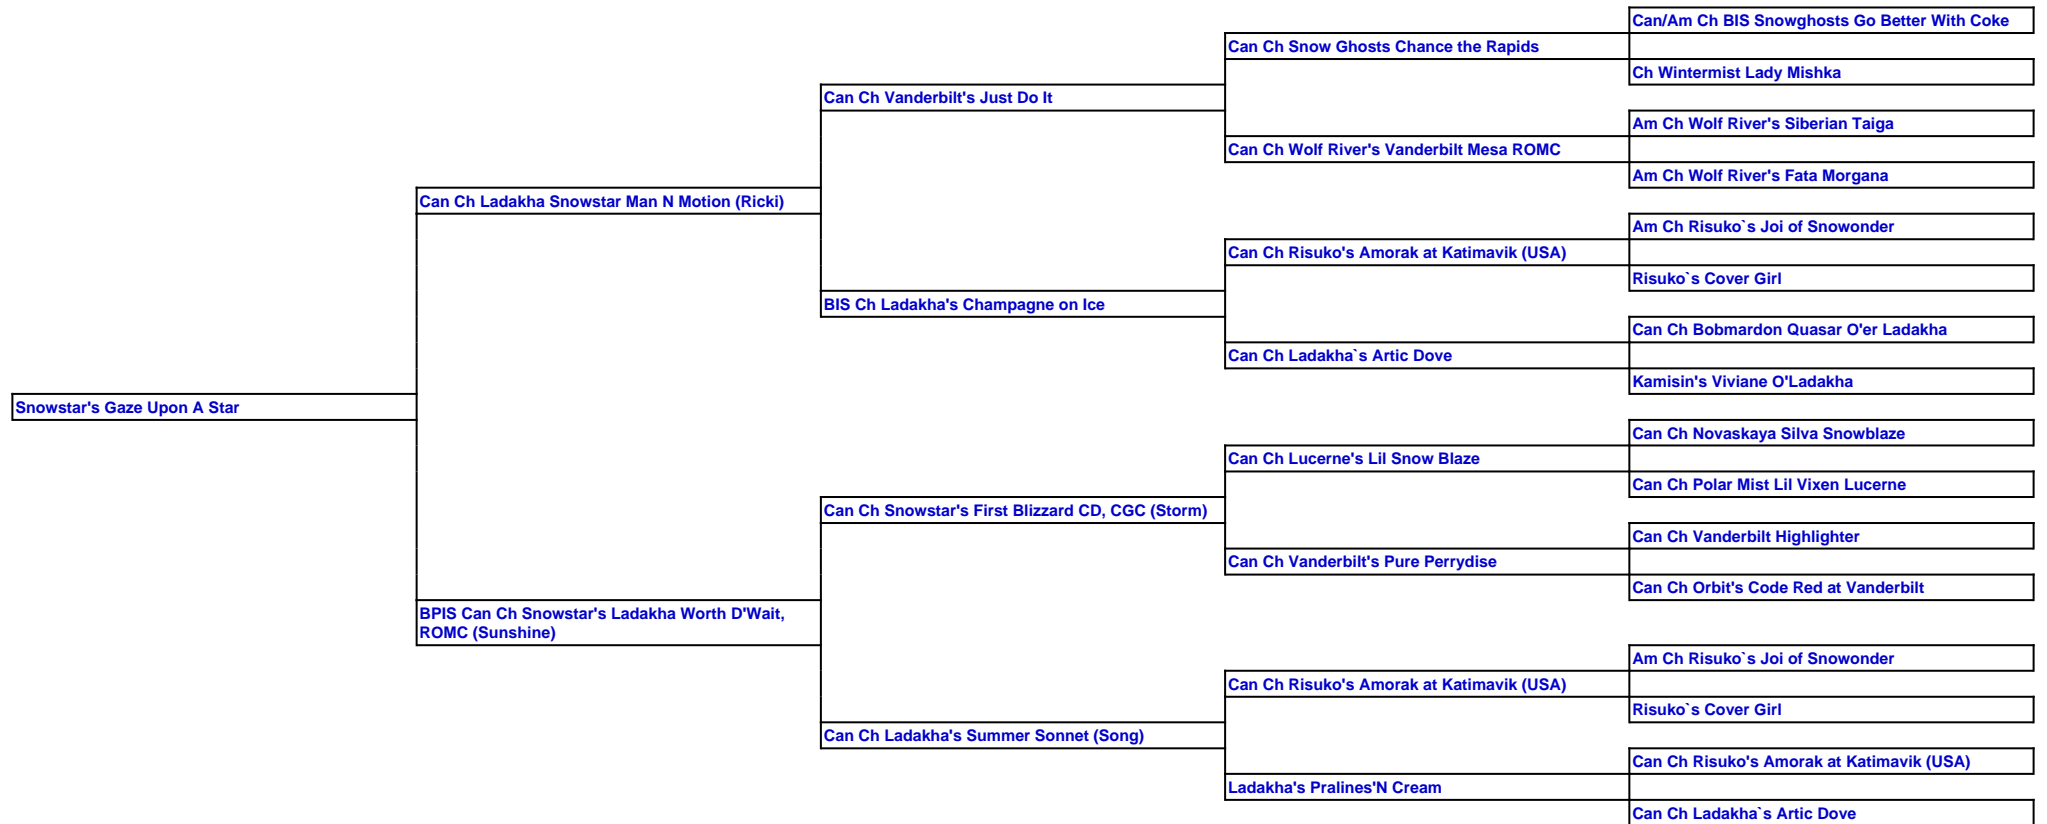 Can/Am Ch BIS Snowghosts Go Better With Coke
Can Ch Snow Ghosts Chance the Rapids
Ch Wintermist Lady Mishka
Can Ch Vanderbilt's Just Do It
Am Ch Wolf River's Siberian Taiga
Can Ch Wolf River's Vanderbilt Mesa ROMC
Am Ch Wolf River's Fata Morgana
Can Ch Ladakha Snowstar Man N Motion (Ricki)
Am Ch Risuko`s Joi of Snowonder
Can Ch Risuko's Amorak at Katimavik (USA)
Risuko`s Cover Girl
BIS Ch Ladakha's Champagne on Ice
Can Ch Bobmardon Quasar O'er Ladakha
Can Ch Ladakha`s Artic Dove
Kamisin's Viviane O'Ladakha
Snowstar's Gaze Upon A Star
Can Ch Novaskaya Silva Snowblaze
Can Ch Lucerne's Lil Snow Blaze
Can Ch Polar Mist Lil Vixen Lucerne
Can Ch Snowstar's First Blizzard CD, CGC (Storm)
Can Ch Vanderbilt Highlighter
Can Ch Vanderbilt's Pure Perrydise
Can Ch Orbit's Code Red at Vanderbilt
BPIS Can Ch Snowstar's Ladakha Worth D'Wait,
ROMC (Sunshine)
Am Ch Risuko`s Joi of Snowonder
Can Ch Risuko's Amorak at Katimavik (USA)
Risuko`s Cover Girl
Can Ch Ladakha's Summer Sonnet (Song)
Can Ch Risuko's Amorak at Katimavik (USA)
Ladakha's Pralines'N Cream
Can Ch Ladakha`s Artic Dove